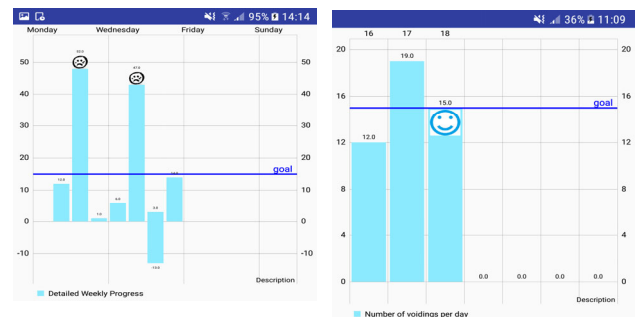 95% 14:14
Monday Wednesday Friday Sunday
50 50
40 40
30 30
20 20
goal
10 10
0 0
-10 -10
Description
Detailed Weekly Progress
36% 11:09
16 17 18
20 20
19.0
16 16
goal
15.0
12 12.0 12
8 8
4 4
0 0.0 0.0 0.0 0.0 0
Description
Number of voidings per day